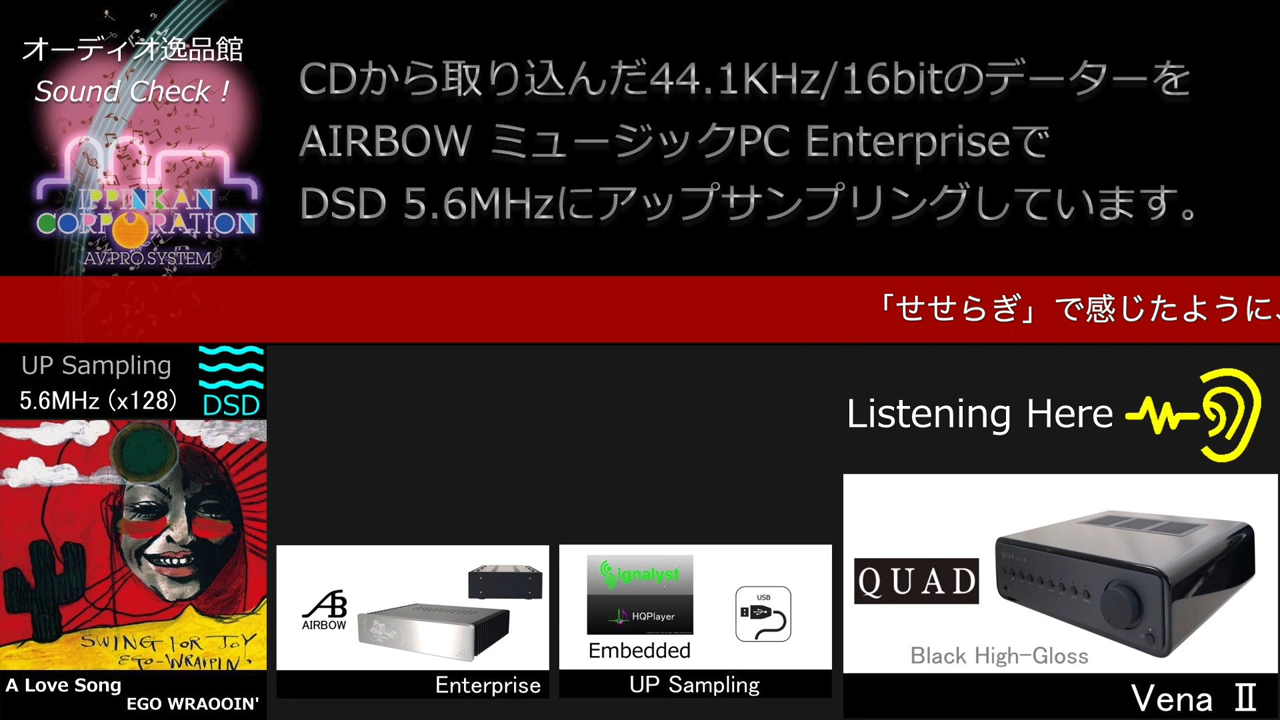 オーディオ逸品館
Sound Check !
IPPINKAN
CORPORATION
AV.PRO.SYSTEM
CDから取り込んだ44.1KHz/16bitのデーターを
AIRBOW ミュージックPC Enterpriseで
DSD 5.6MHzにアップサンプリングしています。
「せせらぎ」で感じたように、
UP Sampling
5.6MHz (x128)
DSD
SWING FOR JOY
EGO-WRAPPIN'
A Love Song
EGO WRAOOIN'
AB
AIRBOW
Enterprise
Signalyst
HQPlayer
Embedded
USB
UP Sampling
Listening Here
QUAD
Black High-Gloss
Vena Ⅱ